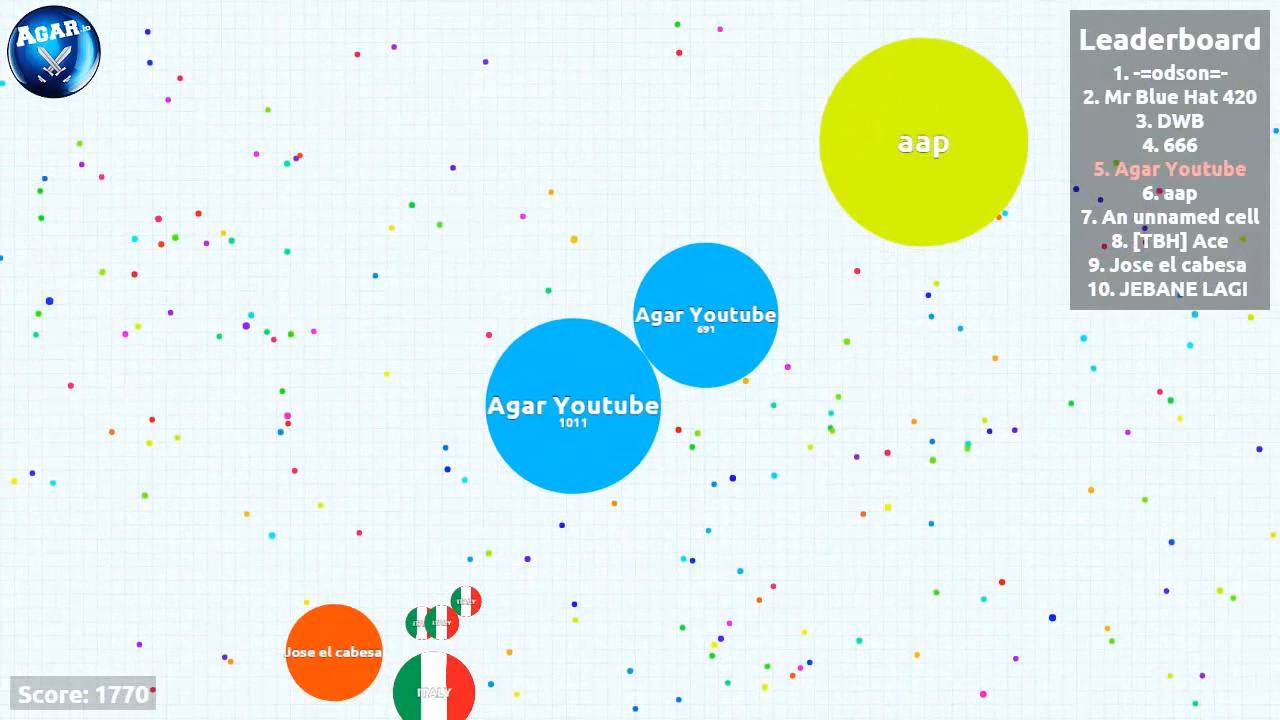 AGAR.io
Leaderboard
1. -=odson=-
2. Mr Blue Hat 420
3. DWB
4. 666
5. Agar Youtube
6. aap
7. An unnamed cell
8. [TBH] Ace
9. Jose el cabesa
10. JEBANE LAGI
aap
Agar Youtube
691
Agar Youtube
1011
ITALY
ITALY
Jose el cabesa
ITALY
Score: 1770